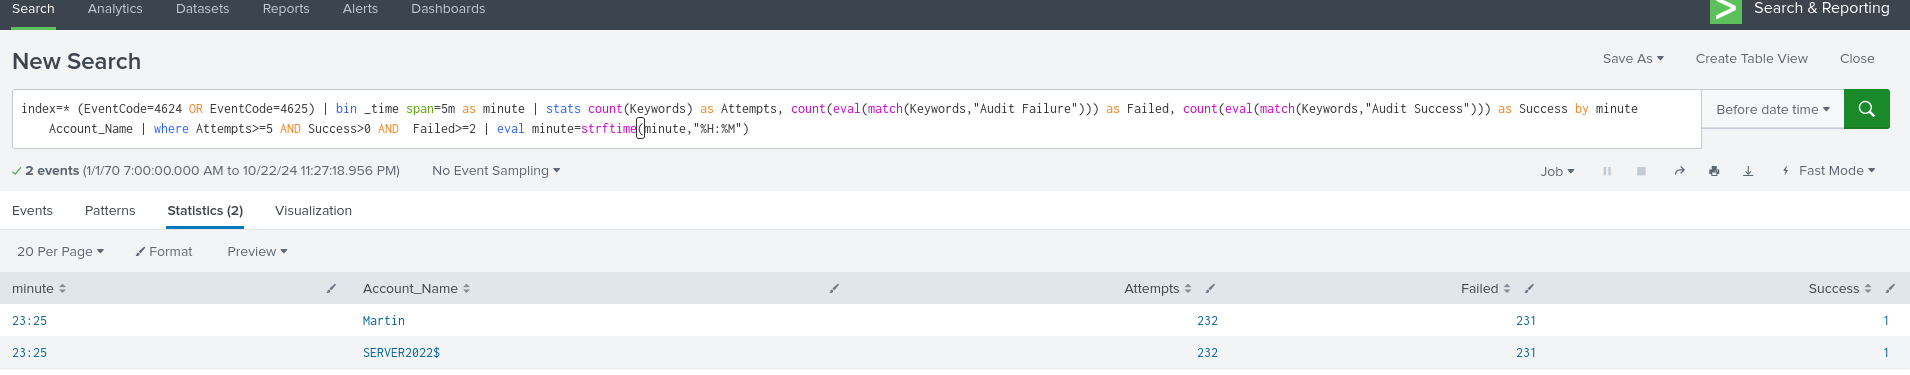 Search Analytics Datasets Reports Alerts Dashboards Search & Reporting
New Search
Save As Create Table View Close
index=* (EventCode=4624 OR EventCode=4625) | bin _time span=5m as minute | stats count(Keywords) as Attempts, count(eval(match(Keywords,"Audit Failure"))) as Failed, count(eval(match(Keywords,"Audit Success"))) as Success by minute
Account_Name | where Attempts>=5 AND Success>0 AND  Failed>=2 | eval minute=strftime(minute,"%H:%M")
Before date time
2 events (1/1/70 7:00:00.000 AM to 10/22/24 11:27:18.956 PM) No Event Sampling Job Fast Mode
Events Patterns Statistics (2) Visualization
20 Per Page Format Preview
minute Account_Name Attempts Failed Success
23:25 Martin 232 231 1
23:25 SERVER2022$ 232 231 1